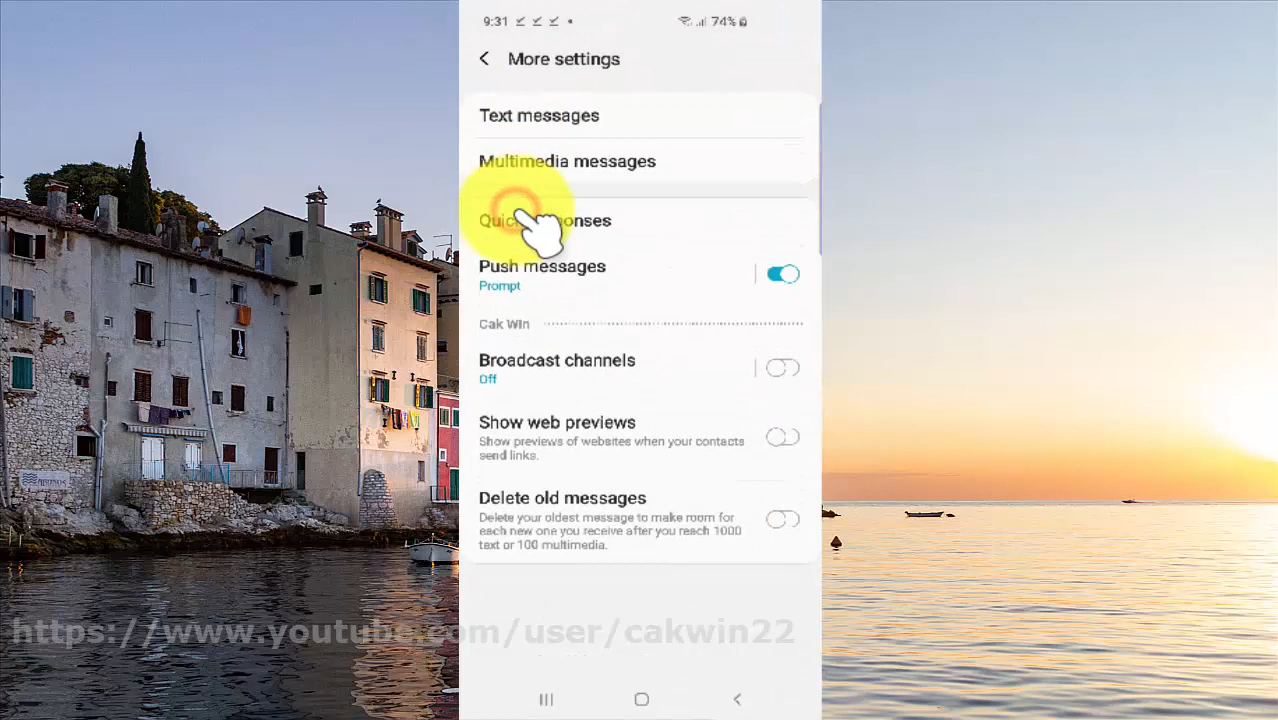 9:31
74%
More settings
Text messages
Multimedia messages
Quick responses
Push messages
Prompt
Cak Win
Broadcast channels
Off
Show web previews
Show previews of websites when your contacts
send links.
Delete old messages
Delete your oldest message to make room for
each new one you receive after you reach 1000
text or 100 multimedia.
https://www.youtube.com/user/cakwin22